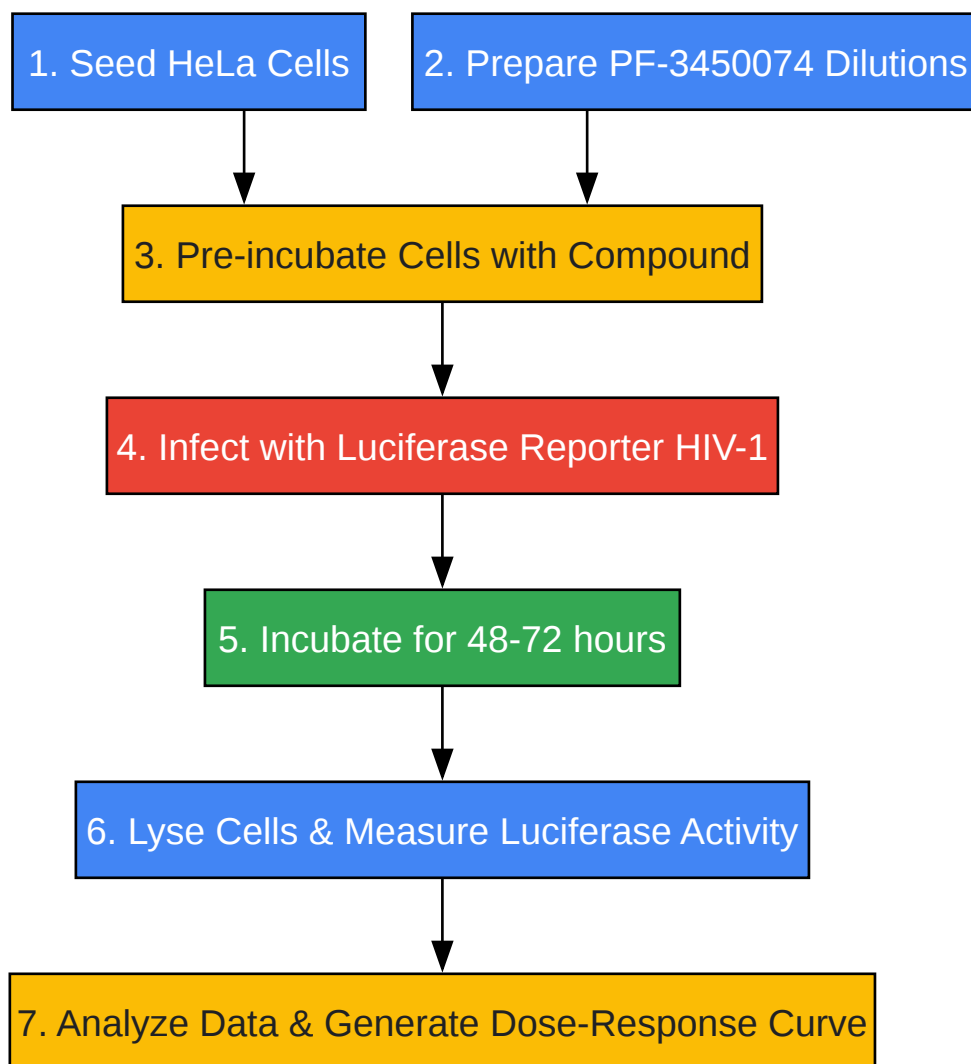 1. Seed HeLa Cells
2. Prepare PF-3450074 Dilutions
3. Pre-incubate Cells with Compound
4. Infect with Luciferase Reporter HIV-1
5. Incubate for 48-72 hours
6. Lyse Cells & Measure Luciferase Activity
7. Analyze Data & Generate Dose-Response Curve